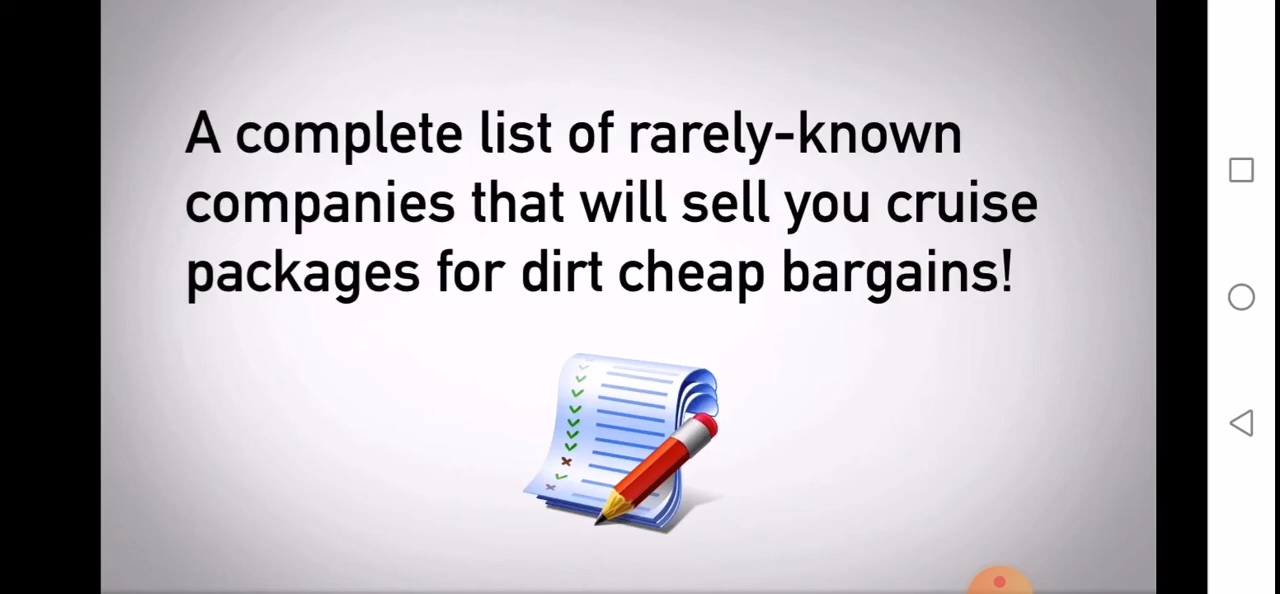 A complete list of rarely-known
companies that will sell you cruise
packages for dirt cheap bargains!